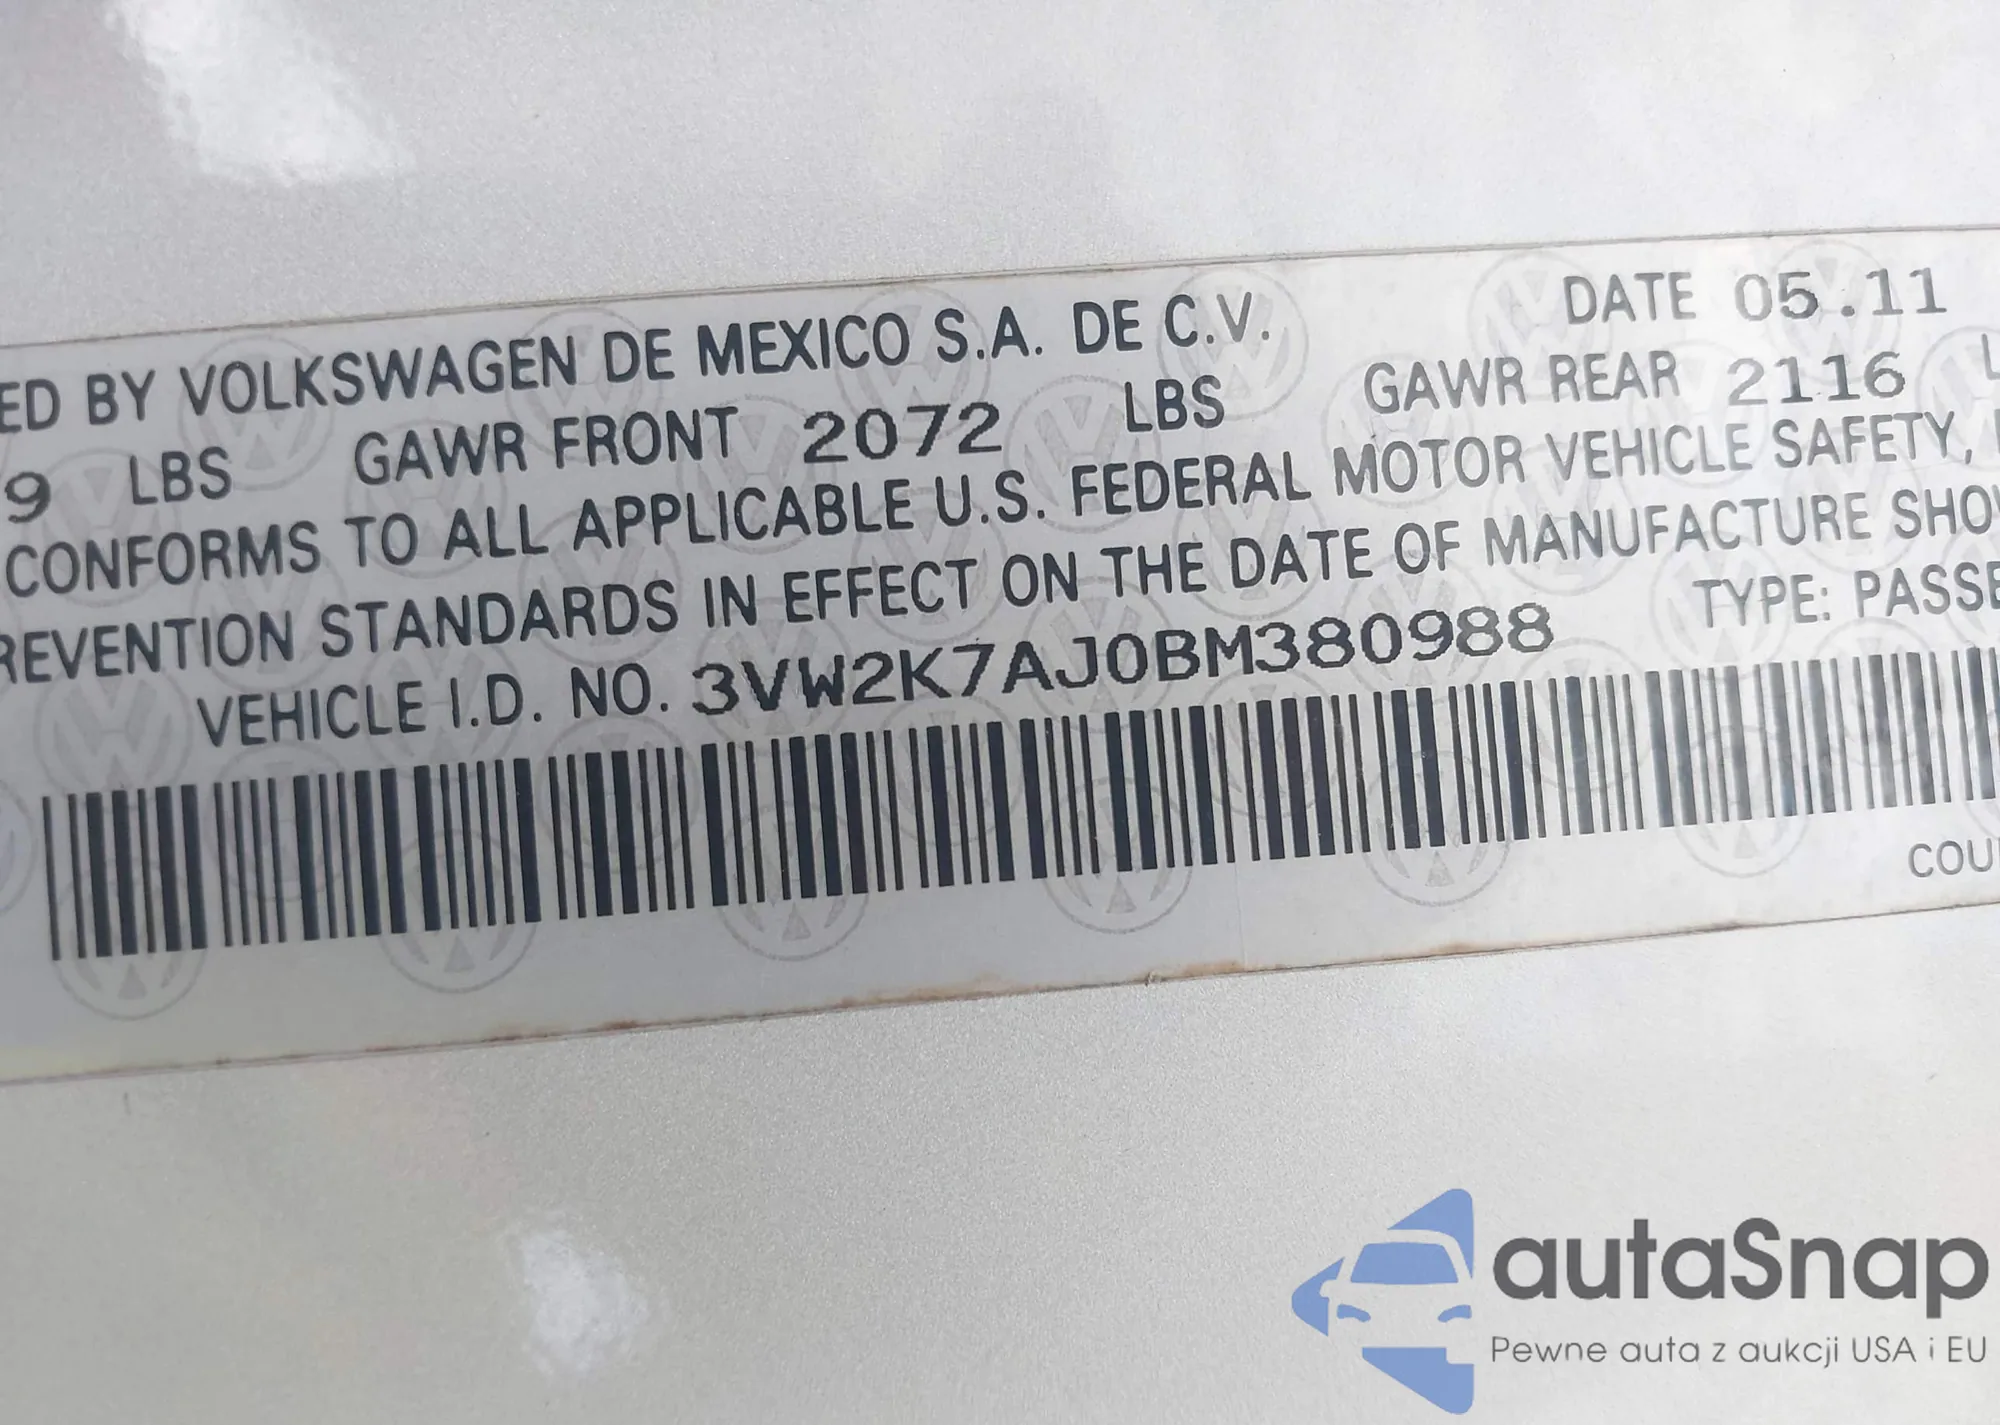 ED BY VOLKSWAGEN DE MEXICO S.A. DE C.V. DATE 05.11
9 LBS GAWR FRONT 2072 LBS GAWR REAR 2116 L
CONFORMS TO ALL APPLICABLE U.S. FEDERAL MOTOR VEHICLE SAFETY,
REVENTION STANDARDS IN EFFECT ON THE DATE OF MANUFACTURE SHOW
VEHICLE I.D. NO. 3VW2K7AJ0BM380988 TYPE: PASSE
COU
autaSnap
Pewne auta z aukcji USA i EU